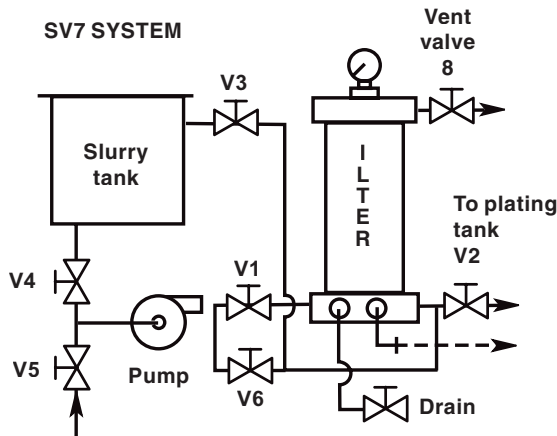 SV7 SYSTEM
Vent
valve
8
V3
Slurry
tank
I
L
T
E
R
To plating
tank
V2
V4
V1
V5
Pump
V6
Drain